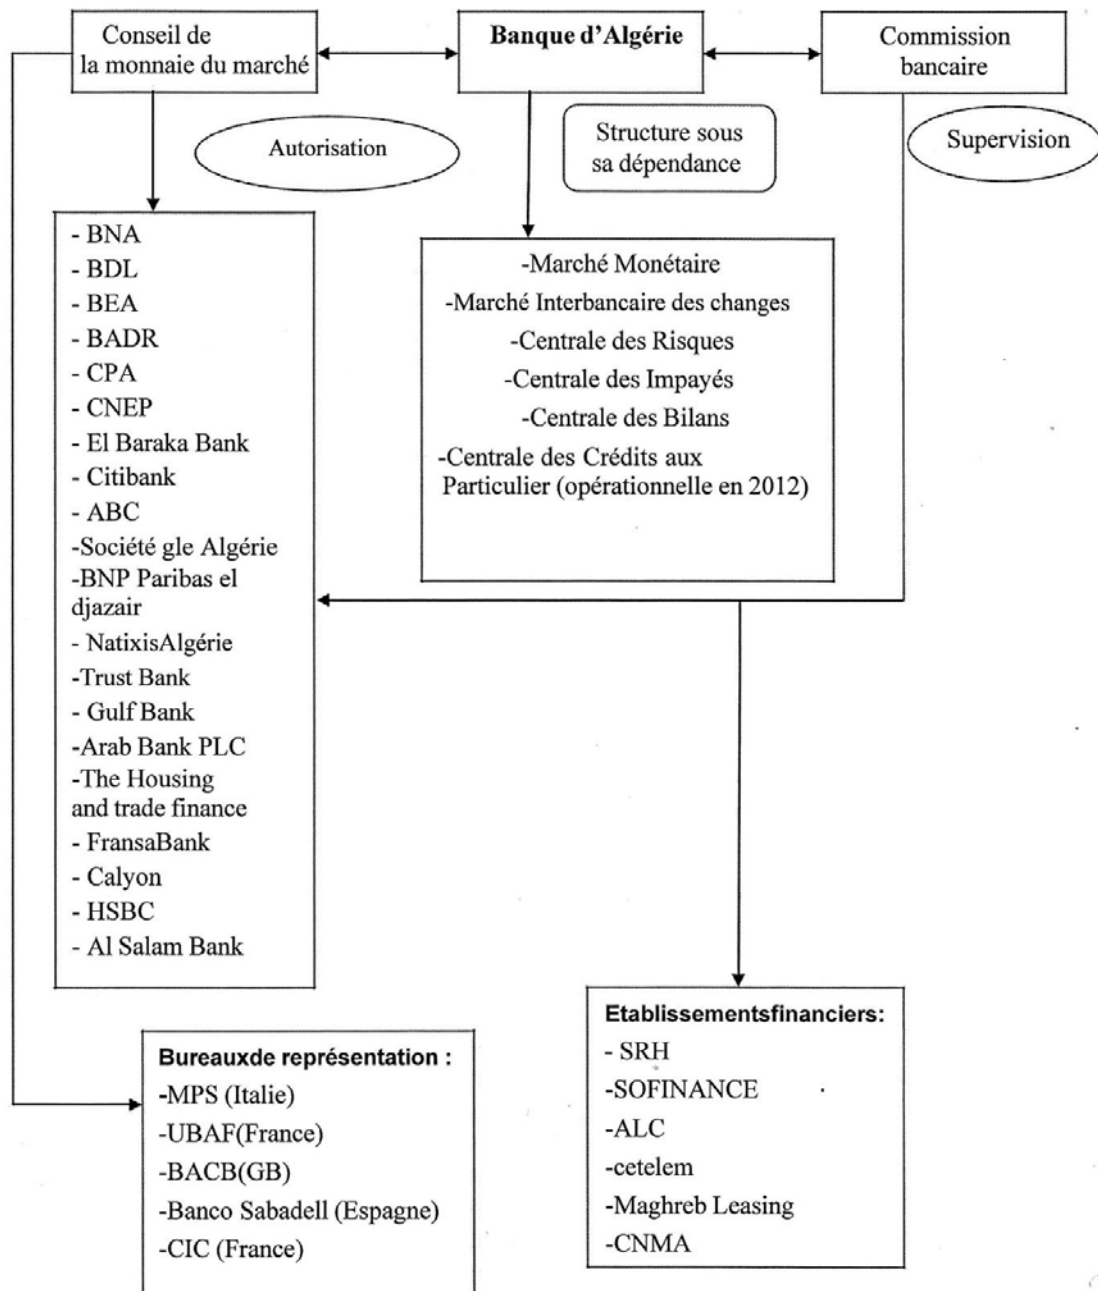 Conseil de
la monnaie du marché
Banque d'Algérie
Commission
bancaire
Autorisation
Structure sous
sa dépendance
Supervision
- BNA
- BDL
- BEA
- BADR
- CPA
- CNEP
- El Baraka Bank
- Citibank
- ABC
-Société gle Algérie
-BNP Paribas el
djazair
- NatixisAlgérie
-Trust Bank
- Gulf Bank
-Arab Bank PLC
-The Housing
and trade finance
- FransaBank
- Calyon
- HSBC
- Al Salam Bank
-Marché Monétaire
-Marché Interbancaire des changes
-Centrale des Risques
-Centrale des Impayés
-Centrale des Bilans
-Centrale des Crédits aux
Particulier (opérationnelle en 2012)
Bureauxde représentation :
-MPS (Italie)
-UBAF(France)
-BACB(GB)
-Banco Sabadell (Espagne)
-CIC (France)
Etablissementsfinanciers:
- SRH
-SOFINANCE
-ALC
-cetelem
-Maghreb Leasing
-CNMA